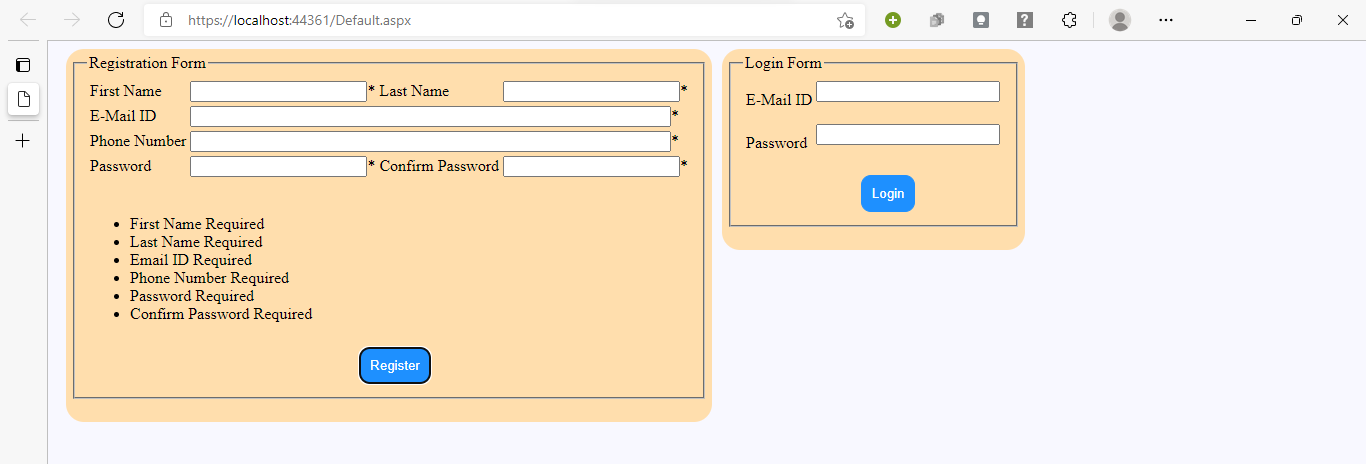 https://localhost:44361/Default.aspx
Registration Form
First Name * Last Name *
E-Mail ID *
Phone Number *
Password * Confirm Password *
First Name Required
Last Name Required
Email ID Required
Phone Number Required
Password Required
Confirm Password Required
Register
Login Form
E-Mail ID
Password
Login